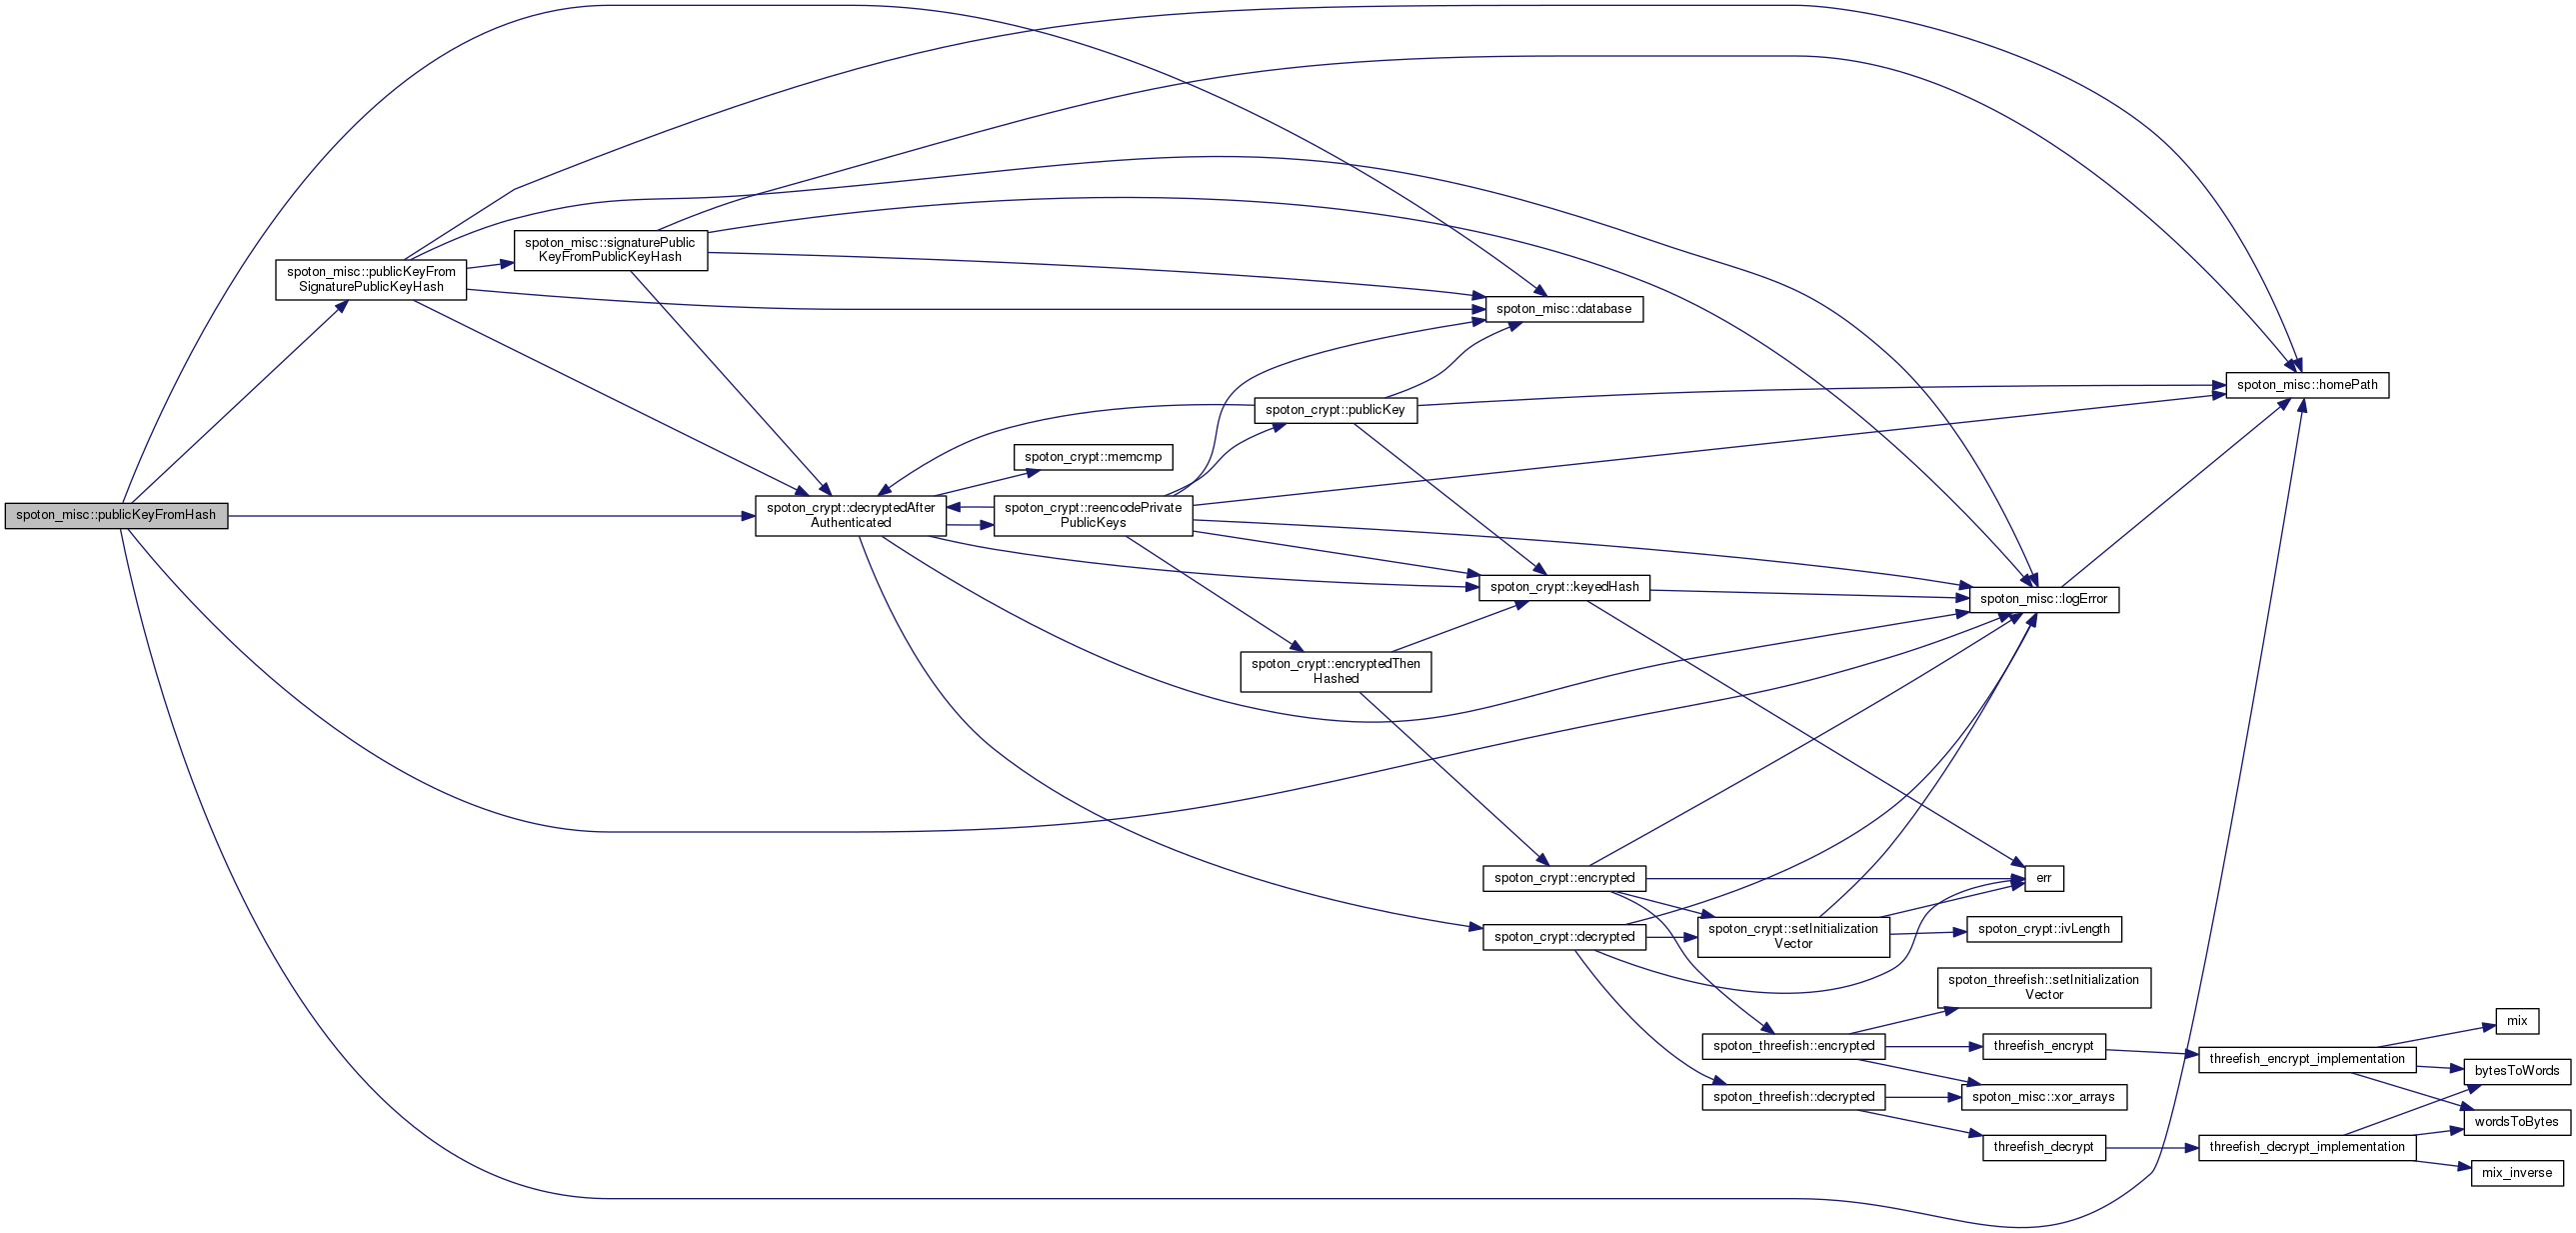 spoton_misc::publicKeyFromHash
spoton_misc::publicKeyFrom
SignaturePublicKeyHash
spoton_misc::signaturePublic
KeyFromPublicKeyHash
spoton_crypt::decryptedAfter
Authenticated
spoton_crypt::memcmp
spoton_crypt::reencodePrivate
PublicKeys
spoton_crypt::publicKey
spoton_crypt::encryptedThen
Hashed
spoton_misc::database
spoton_crypt::keyedHash
spoton_crypt::encrypted
spoton_crypt::decrypted
spoton_crypt::setInitialization
Vector
spoton_threefish::encrypted
spoton_threefish::decrypted
spoton_misc::homePath
spoton_misc::logError
err
spoton_crypt::ivLength
spoton_threefish::setInitialization
Vector
threefish_encrypt
spoton_misc::xor_arrays
threefish_decrypt
threefish_encrypt_implementation
threefish_decrypt_implementation
mix
bytesToWords
wordsToBytes
mix_inverse